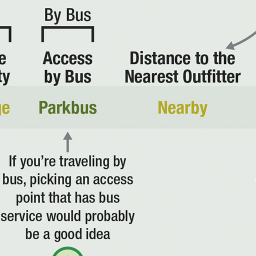 By Bus
e
ty
Access
by Bus
Distance to the
Nearest Outfitter
ge
Parkbus
Nearby
If you're traveling by
bus, picking an access
point that has bus
service would probably
be a good idea